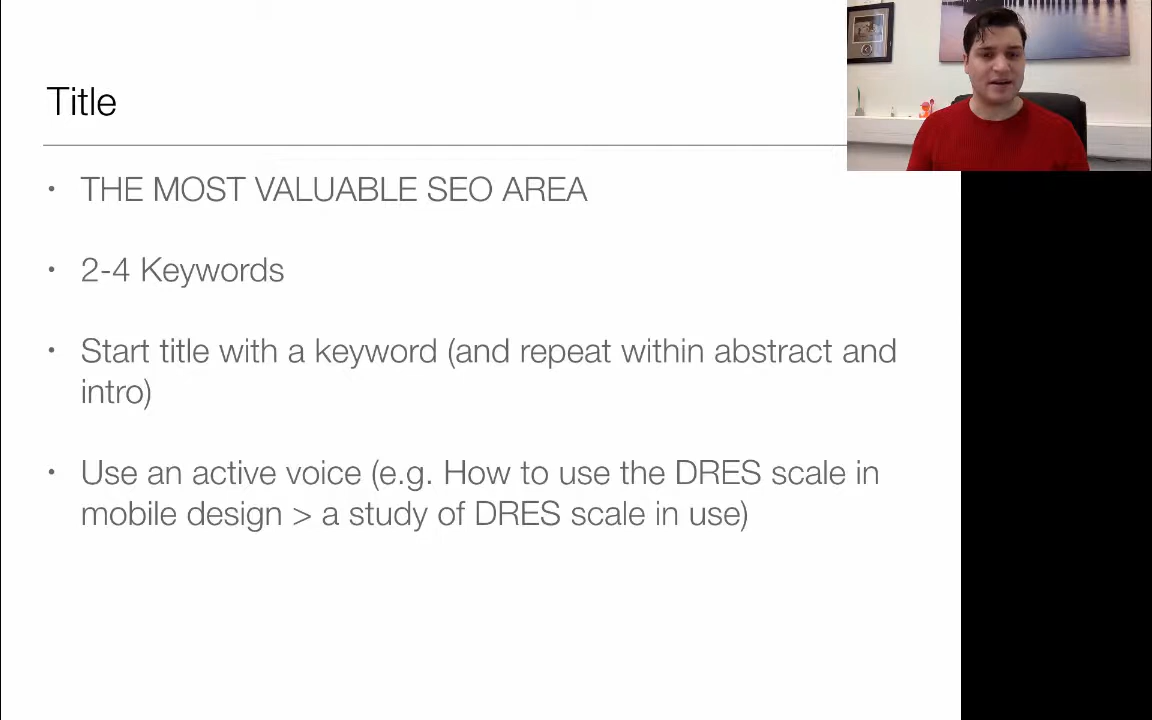 Title
• THE MOST VALUABLE SEO AREA
• 2-4 Keywords
• Start title with a keyword (and repeat within abstract and
intro)
• Use an active voice (e.g. How to use the DRES scale in
mobile design > a study of DRES scale in use)